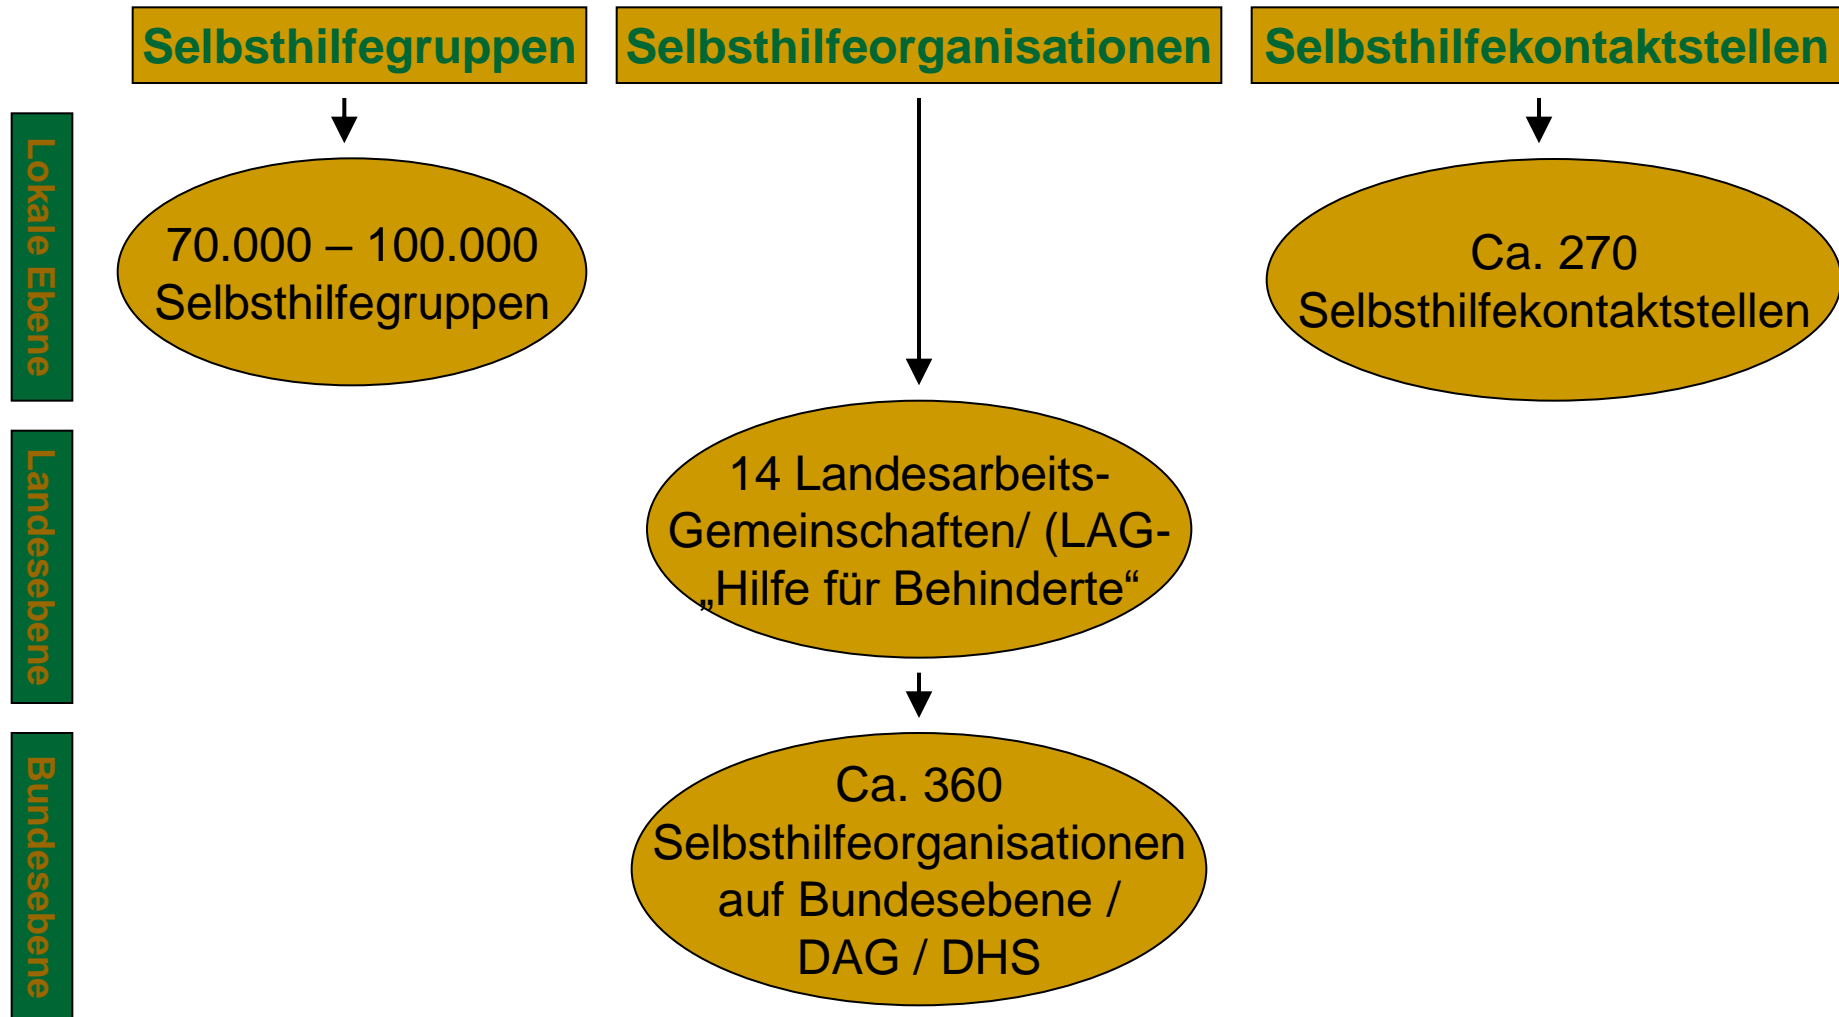 Selbsthilfegruppen
Selbsthilfeorganisationen
Selbsthilfekontaktstellen
Lokale Ebene
70.000 – 100.000
Selbsthilfegruppen
Ca. 270
Selbsthilfekontaktstellen
Landesebene
14 Landesarbeits-
Gemeinschaften/ (LAG-
„Hilfe für Behinderte“
Bundesebene
Ca. 360
Selbsthilfeorganisationen
auf Bundesebene /
DAG / DHS